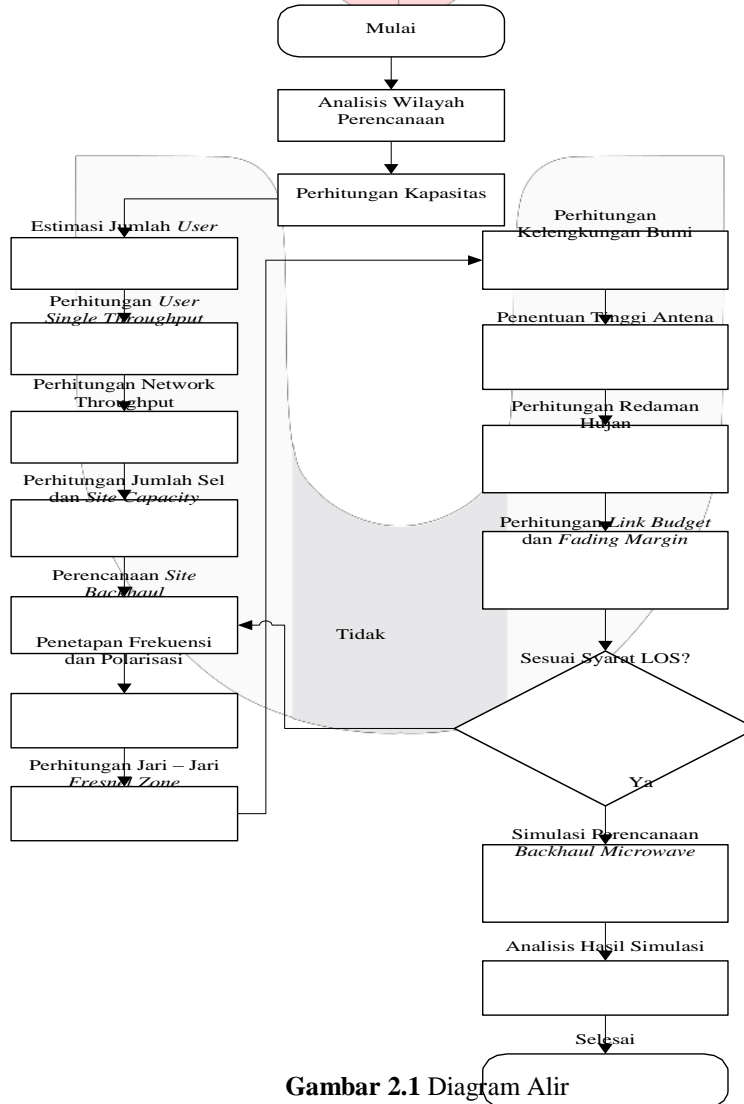 Mulai
Analisis Wilayah
Perencanaan
Perhitungan Kapasitas
Estimasi Jumlah User
Perhitungan User
Single Throughput
Perhitungan Network
Throughput
Perhitungan Jumlah Sel
dan Site Capacity
Perencanaan Site
Backhaul
Penetapan Frekuensi
dan Polarisasi
Perhitungan Jari – Jari
Fresnel Zone
Perhitungan
Kelengkungan Bumi
Penentuan Tinggi Antena
Perhitungan Redaman
Hujan
Perhitungan Link Budget
dan Fading Margin
Sesuai Syarat LOS?
Tidak
Ya
Simulasi Perencanaan
Backhaul Microwave
Analisis Hasil Simulasi
Selesai
Gambar 2.1 Diagram Alir